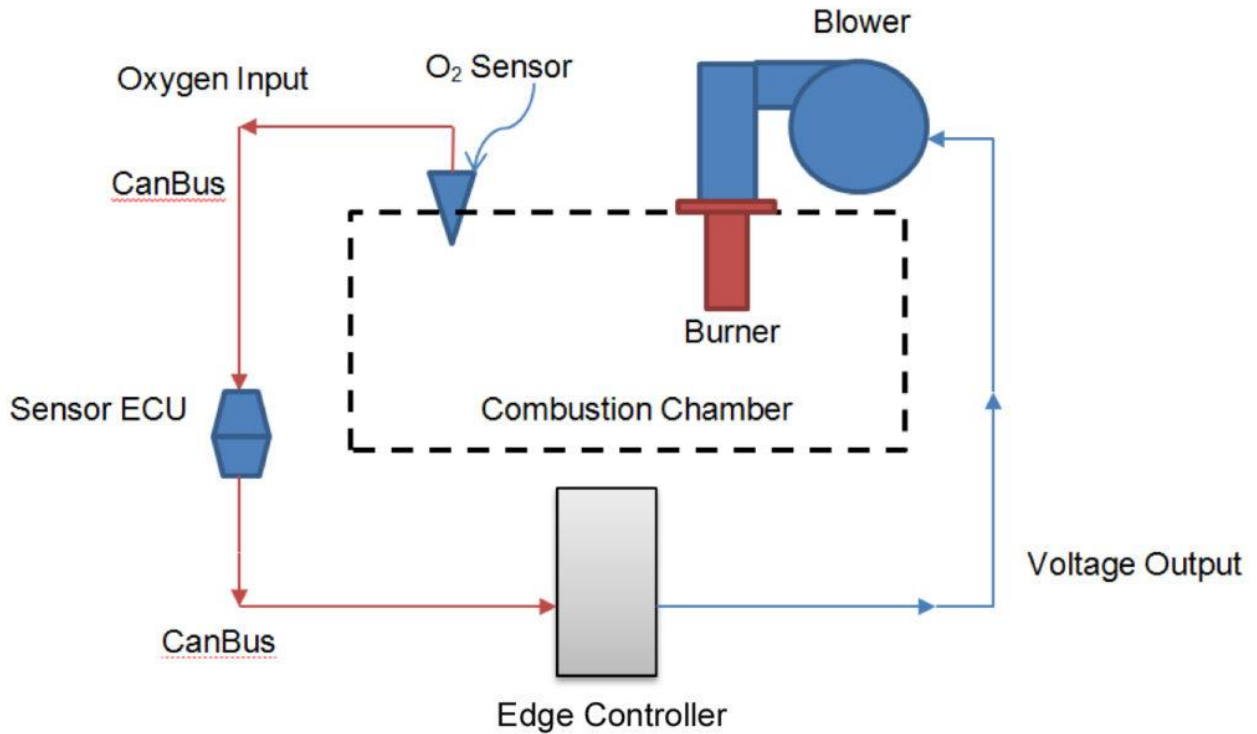 Blower
O₂ Sensor
Oxygen Input
CanBus
Burner
Sensor ECU
Combustion Chamber
Voltage Output
CanBus
Edge Controller